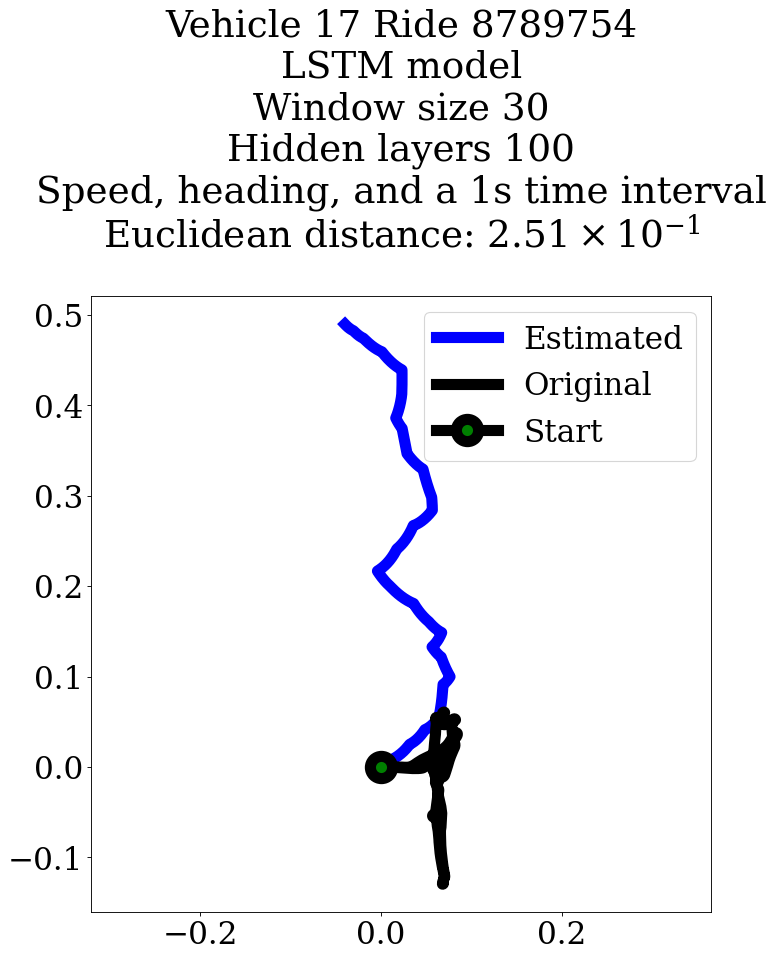 Vehicle 17 Ride 8789754
LSTM model
Window size 30
Hidden layers 100
Speed, heading, and a 1s time interval
Euclidean distance: 2.51 × 10⁻¹
0.5
0.4
0.3
0.2
0.1
0.0
−0.1
Estimated
Original
Start
−0.2 0.0 0.2